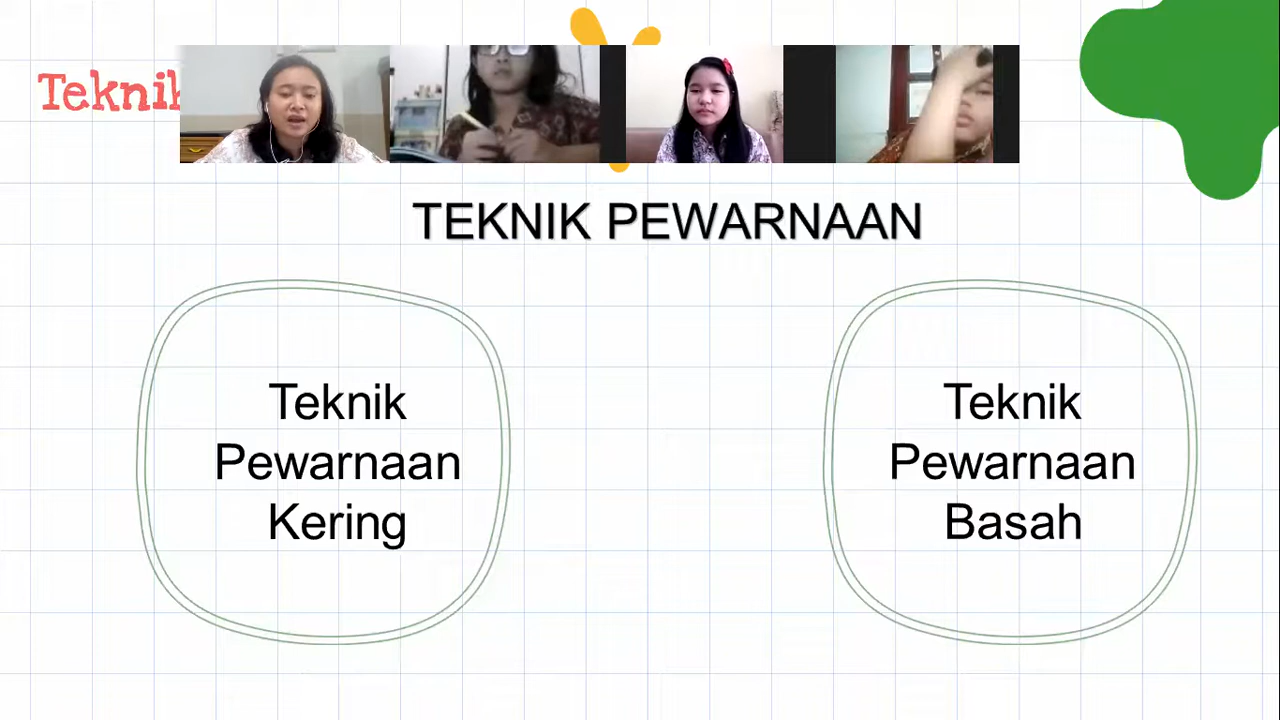 Teknik
TEKNIK PEWARNAAN
Teknik
Pewarnaan
Kering
Teknik
Pewarnaan
Basah